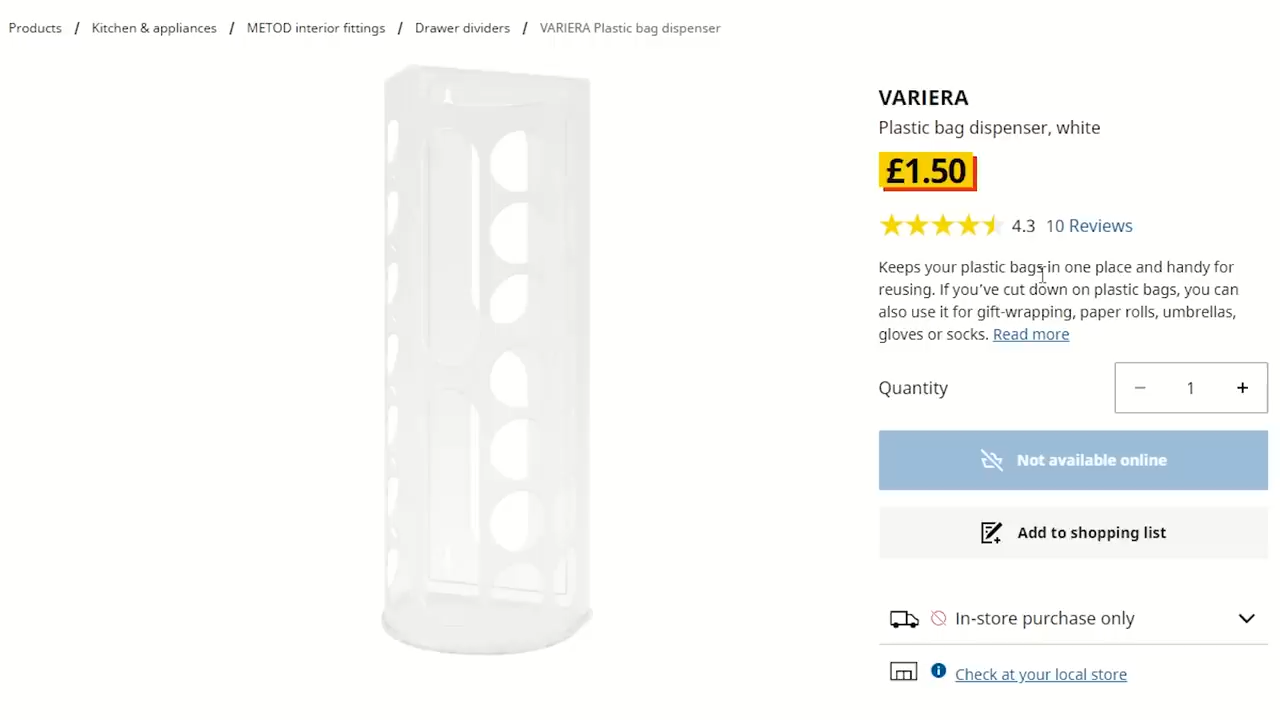 Products / Kitchen & appliances / METOD interior fittings / Drawer dividers / VARIERA Plastic bag dispenser
VARIERA
Plastic bag dispenser, white
£1.50
4.3 10 Reviews
Keeps your plastic bags in one place and handy for
reusing. If you've cut down on plastic bags, you can
also use it for gift-wrapping, paper rolls, umbrellas,
gloves or socks. Read more
Quantity
− 1 +
Not available online
Add to shopping list
In-store purchase only
Check at your local store